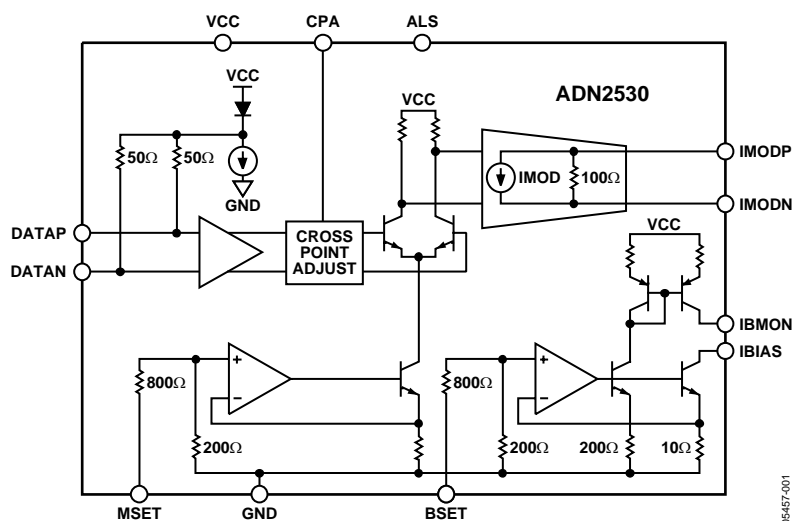 VCC
CPA
ALS
VCC
VCC
ADN2530
50Ω
50Ω
GND
IMOD
100Ω
IMODP
IMODN
DATAP
DATAN
CROSS
POINT
ADJUST
VCC
IBMON
IBIAS
800Ω
+
–
200Ω
800Ω
+
–
200Ω
200Ω
10Ω
MSET
GND
BSET
05457-001